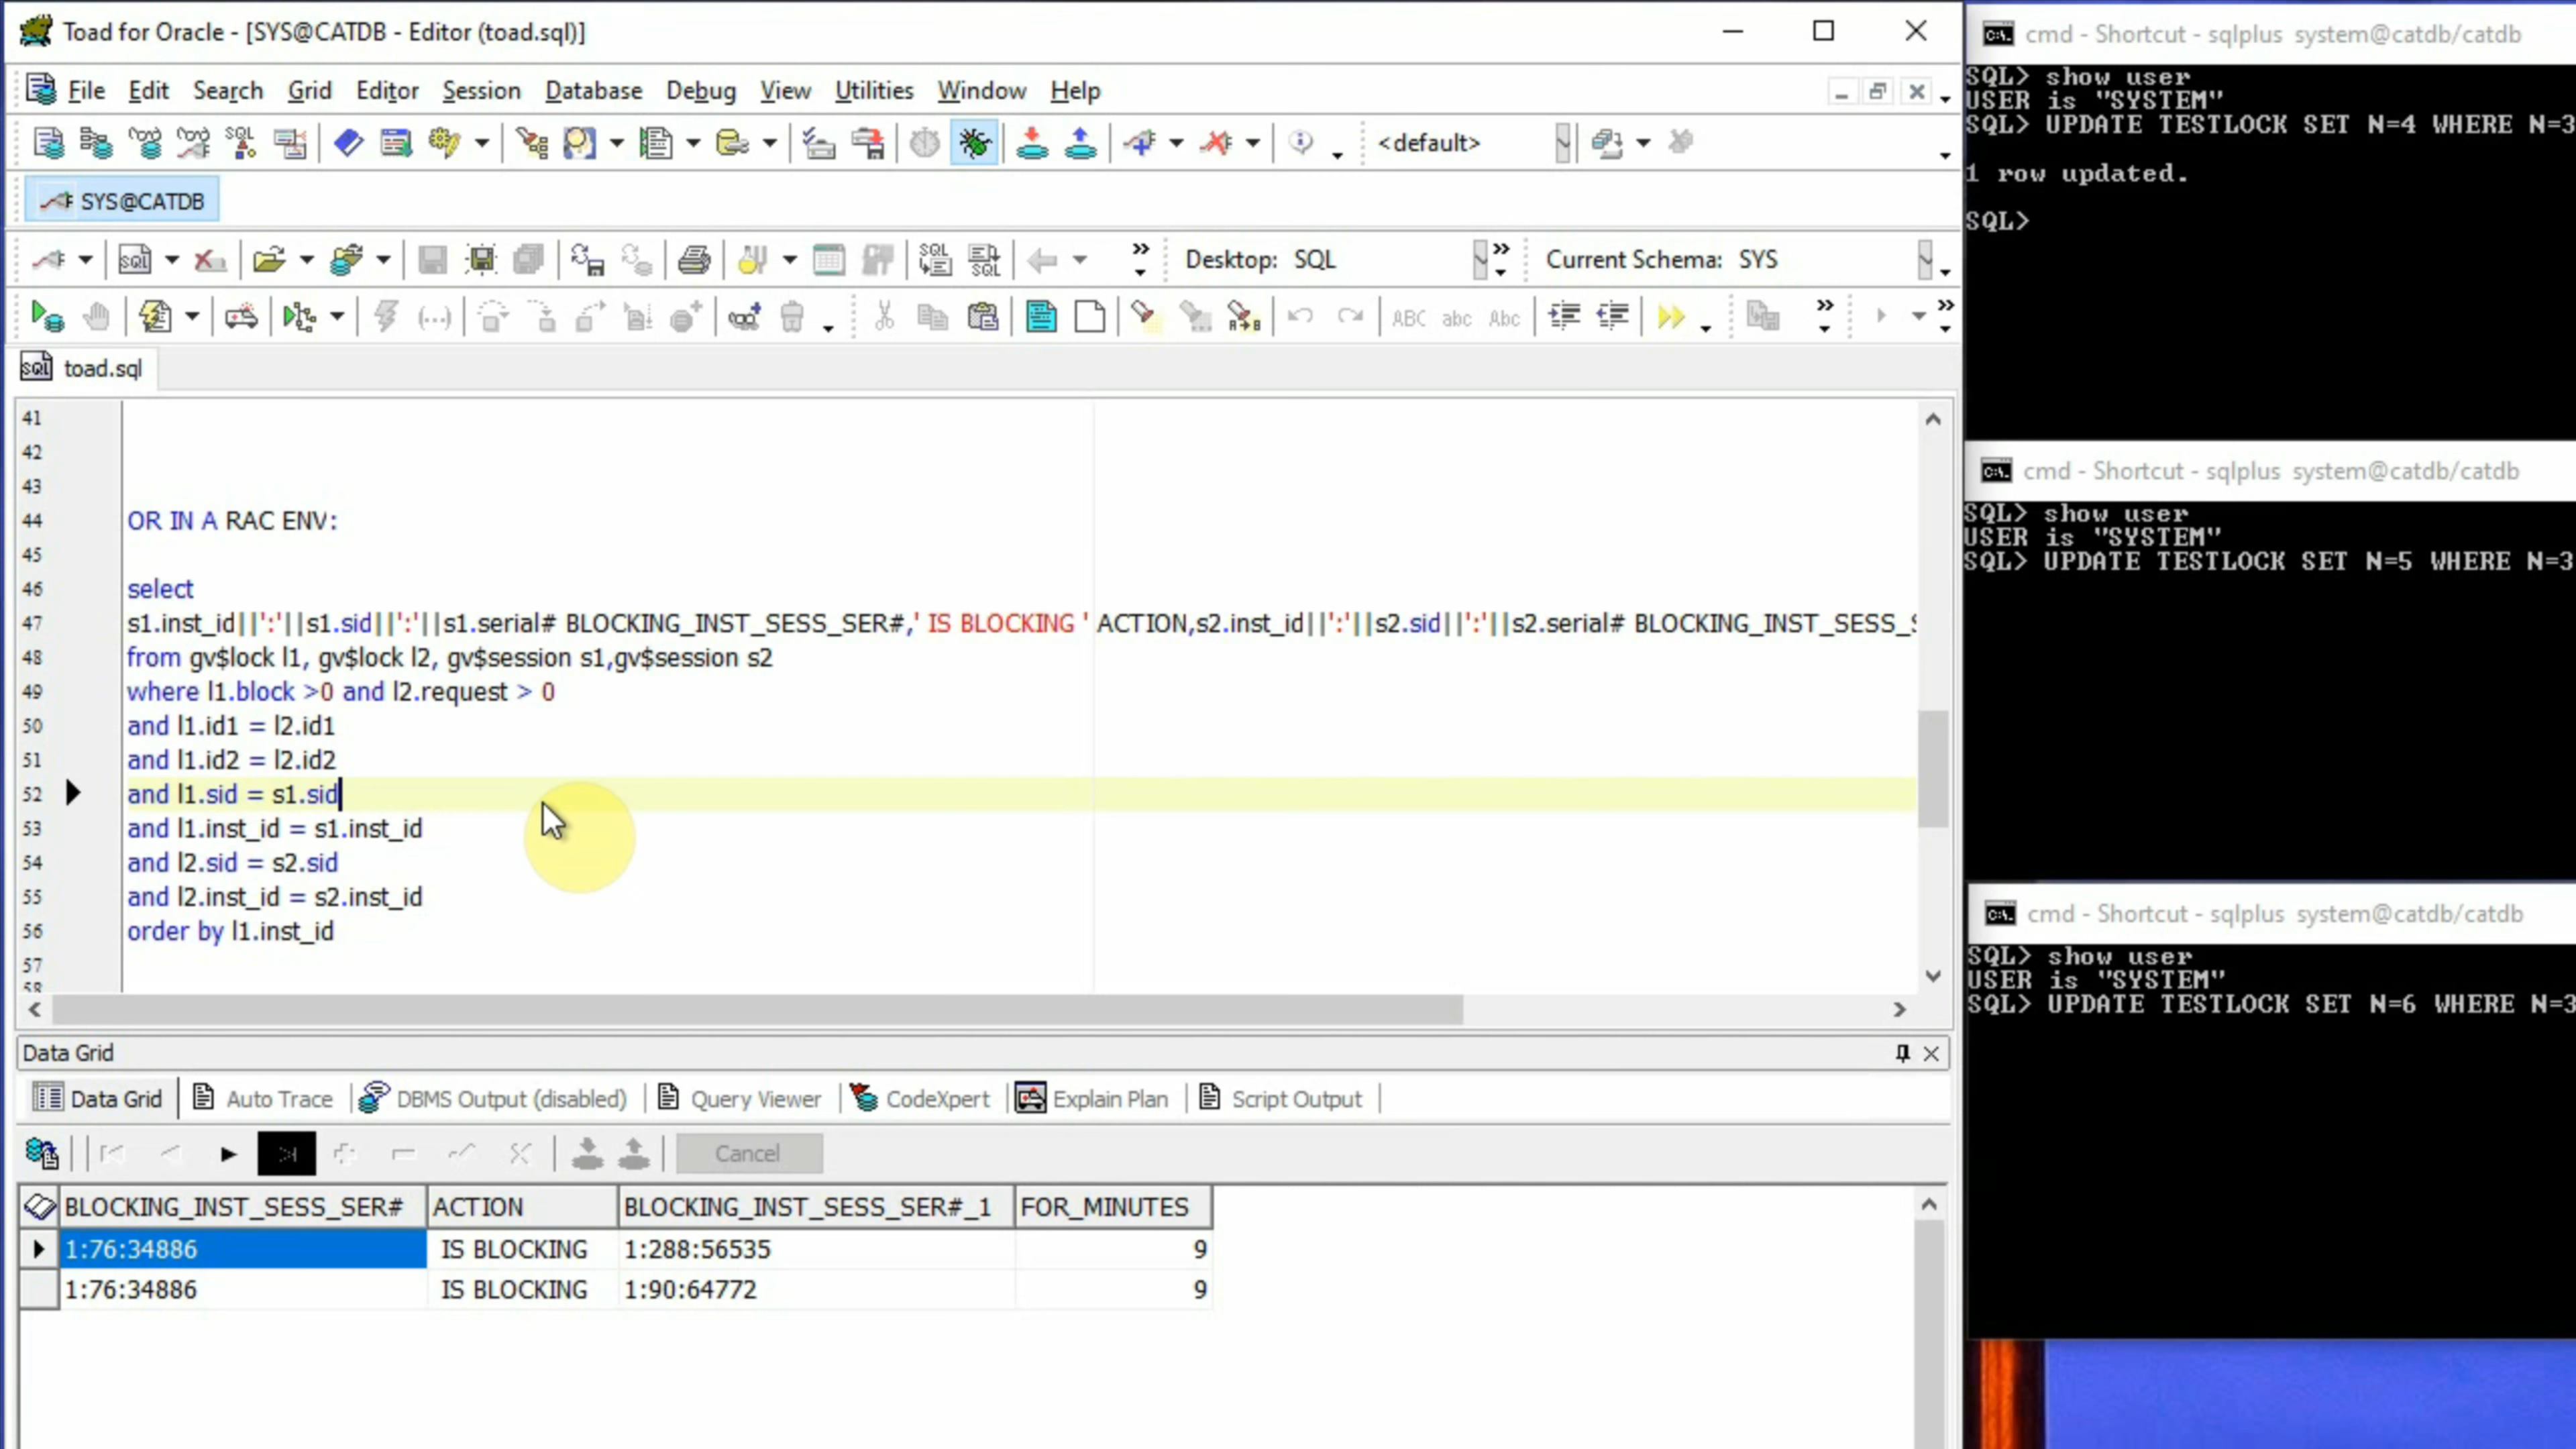 Toad for Oracle - [SYS@CATDB - Editor (toad.sql)]
File Edit Search Grid Editor Session Database Debug View Utilities Window Help
SQL
<default>
SYS@CATDB
SQL SQL SQL Desktop: SQL Current Schema: SYS
ABC abc Abc
SQL toad.sql
41
42
43
44 OR IN A RAC ENV:
45
46 select
47 s1.inst_id||':'||s1.sid||':'||s1.serial# BLOCKING_INST_SESS_SER#,' IS BLOCKING ' ACTION,s2.inst_id||':'||s2.sid||':'||s2.serial# BLOCKING_INST_SESS_
48 from gv$lock l1, gv$lock l2, gv$session s1,gv$session s2
49 where l1.block >0 and l2.request > 0
50 and l1.id1 = l2.id1
51 and l1.id2 = l2.id2
52 and l1.sid = s1.sid
53 and l1.inst_id = s1.inst_id
54 and l2.sid = s2.sid
55 and l2.inst_id = s2.inst_id
56 order by l1.inst_id
57
58
Data Grid
Data Grid Auto Trace DBMS Output (disabled) Query Viewer CodeXpert Explain Plan Script Output
Cancel
BLOCKING_INST_SESS_SER# ACTION BLOCKING_INST_SESS_SER#_1 FOR_MINUTES
1:76:34886 IS BLOCKING 1:288:56535 9
1:76:34886 IS BLOCKING 1:90:64772 9
cmd - Shortcut - sqlplus system@catdb/catdb
SQL> show user
USER is "SYSTEM"
SQL> UPDATE TESTLOCK SET N=4 WHERE N=3
1 row updated.
SQL>
cmd - Shortcut - sqlplus system@catdb/catdb
SQL> show user
USER is "SYSTEM"
SQL> UPDATE TESTLOCK SET N=5 WHERE N=3
cmd - Shortcut - sqlplus system@catdb/catdb
SQL> show user
USER is "SYSTEM"
SQL> UPDATE TESTLOCK SET N=6 WHERE N=3